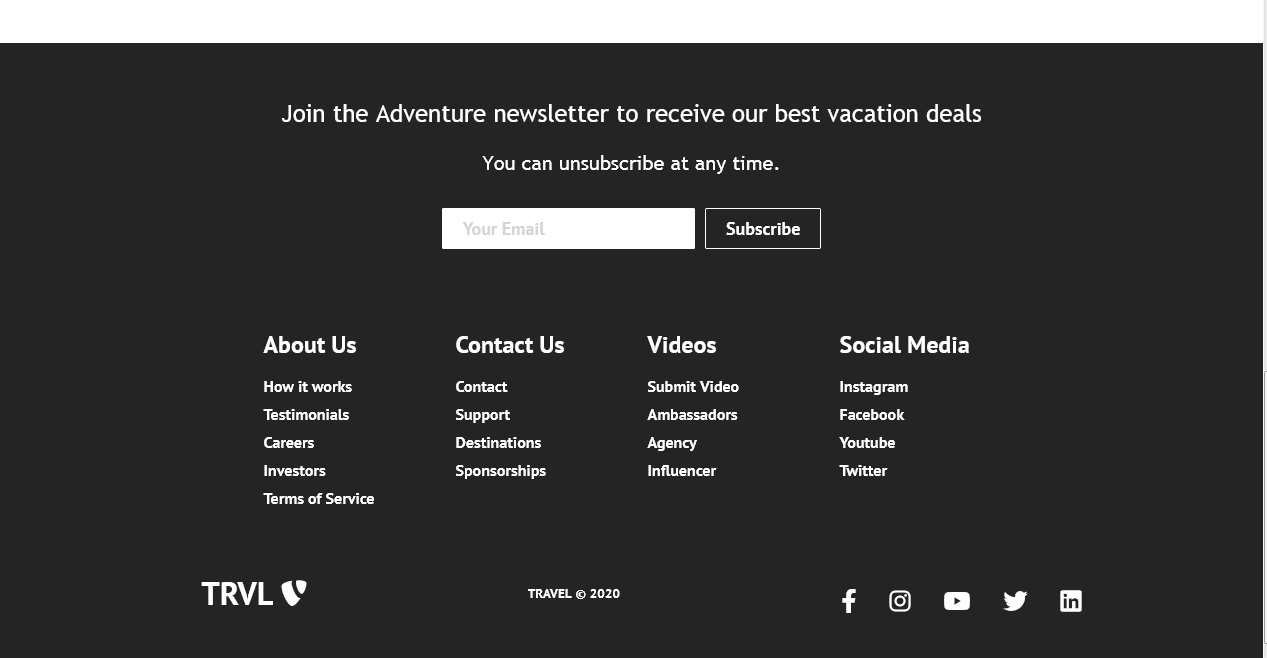 Join the Adventure newsletter to receive our best vacation deals
You can unsubscribe at any time.
Your Email
Subscribe
About Us
How it works
Testimonials
Careers
Investors
Terms of Service
Contact Us
Contact
Support
Destinations
Sponsorships
Videos
Submit Video
Ambassadors
Agency
Influencer
Social Media
Instagram
Facebook
Youtube
Twitter
TRVL
TRAVEL © 2020